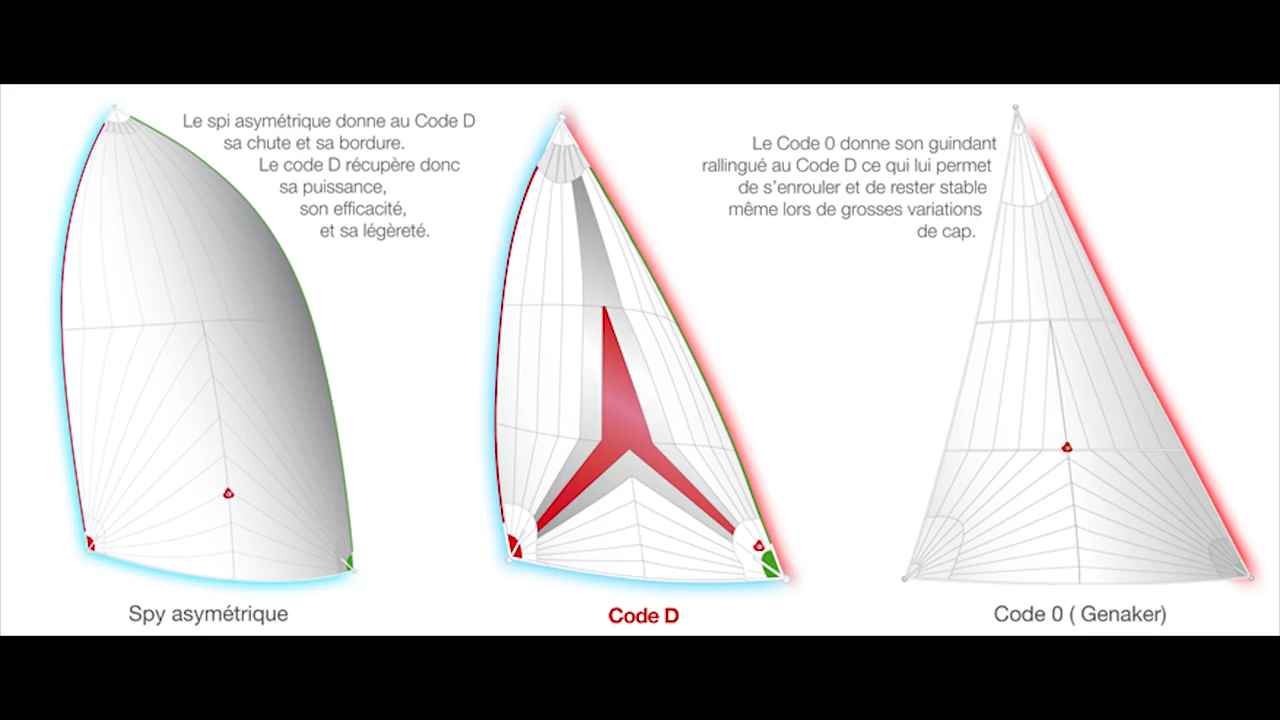 Le spi asymétrique donne au Code D
sa chute et sa bordure.
Le code D récupère donc
sa puissance,
son efficacité,
et sa légèreté.
Le Code 0 donne son guindant
rallingué au Code D ce qui lui permet
de s’enrouler et de rester stable
même lors de grosses variations
de cap.
Spy asymétrique
Code D
Code 0 ( Genaker)